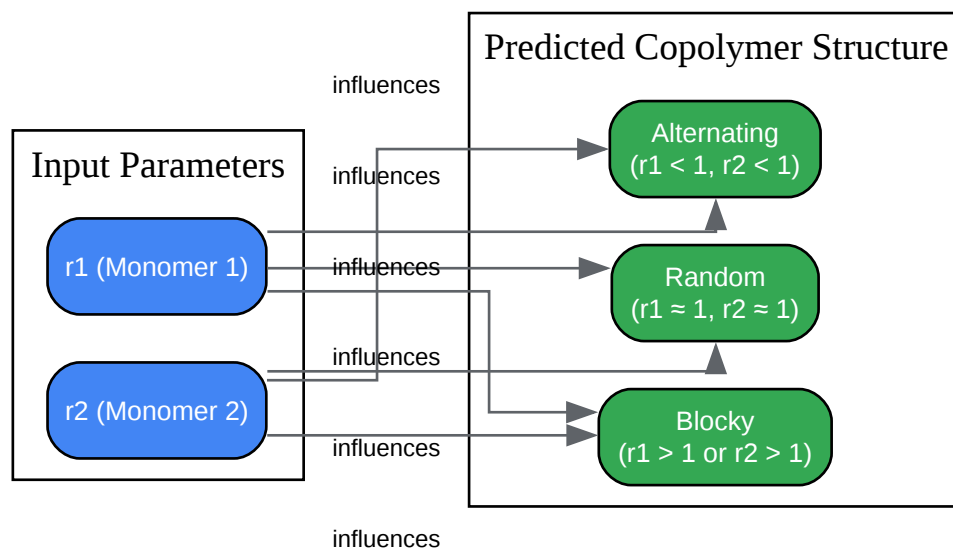 Input Parameters
r1 (Monomer 1)
r2 (Monomer 2)
influences
influences
influences
influences
influences
influences
Predicted Copolymer Structure
Alternating
(r1 < 1, r2 < 1)
Random
(r1 ≈ 1, r2 ≈ 1)
Blocky
(r1 > 1 or r2 > 1)